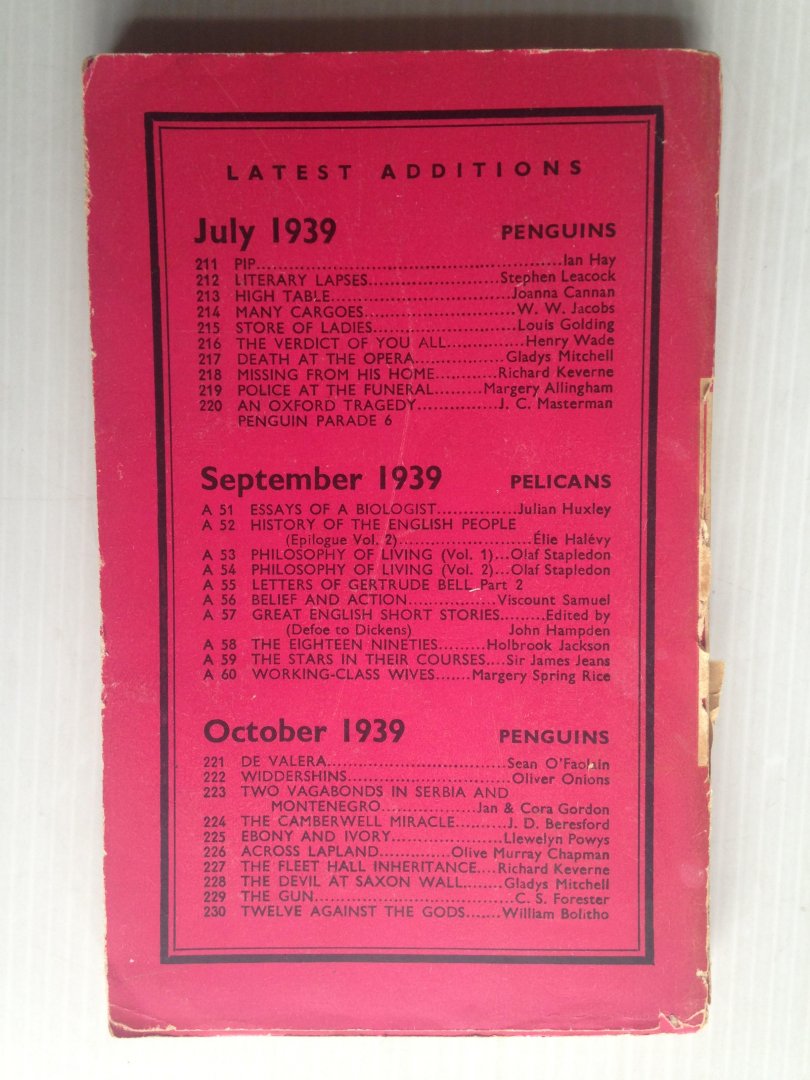 LATEST ADDITIONS
July 1939 PENGUINS
211 PIP........................................................Ian Hay
212 LITERARY LAPSES........................Stephen Leacock
213 HIGH TABLE.................................Joanna Cannan
214 MANY CARGOES...........................W. W. Jacobs
215 STORE OF LADIES..........................Louis Golding
216 THE VERDICT OF YOU ALL...............Henry Wade
217 DEATH AT THE OPERA................Gladys Mitchell
218 MISSING FROM HIS HOME...........Richard Keverne
219 POLICE AT THE FUNERAL.........Margery Allingham
220 AN OXFORD TRAGEDY...............J. C. Masterman
PENGUIN PARADE 6
September 1939 PELICANS
A 51 ESSAYS OF A BIOLOGIST...............Julian Huxley
A 52 HISTORY OF THE ENGLISH PEOPLE
(Epilogue Vol. 2).......................Élie Halévy
A 53 PHILOSOPHY OF LIVING (Vol. 1)...Olaf Stapledon
A 54 PHILOSOPHY OF LIVING (Vol. 2)...Olaf Stapledon
A 55 LETTERS OF GERTRUDE BELL Part 2
A 56 BELIEF AND ACTION................Viscount Samuel
A 57 GREAT ENGLISH SHORT STORIES.........Edited by
(Defoe to Dickens) John Hampden
A 58 THE EIGHTEEN NINETIES.........Holbrook Jackson
A 59 THE STARS IN THEIR COURSES....Sir James Jeans
A 60 WORKING-CLASS WIVES.......Margery Spring Rice
October 1939 PENGUINS
221 DE VALERA.................................Sean O'Faolain
222 WIDDERSHINS..............................Oliver Onions
223 TWO VAGABONDS IN SERBIA AND
MONTENEGRO..................Jan & Cora Gordon
224 THE CAMBERWELL MIRACLE.........J. D. Beresford
225 EBONY AND IVORY.....................Llewelyn Powys
226 ACROSS LAPLAND.............Olive Murray Chapman
227 THE FLEET HALL INHERITANCE...Richard Keverne
228 THE DEVIL AT SAXON WALL.......Gladys Mitchell
229 THE GUN....................................C. S. Forester
230 TWELVE AGAINST THE GODS.......William Bolitho